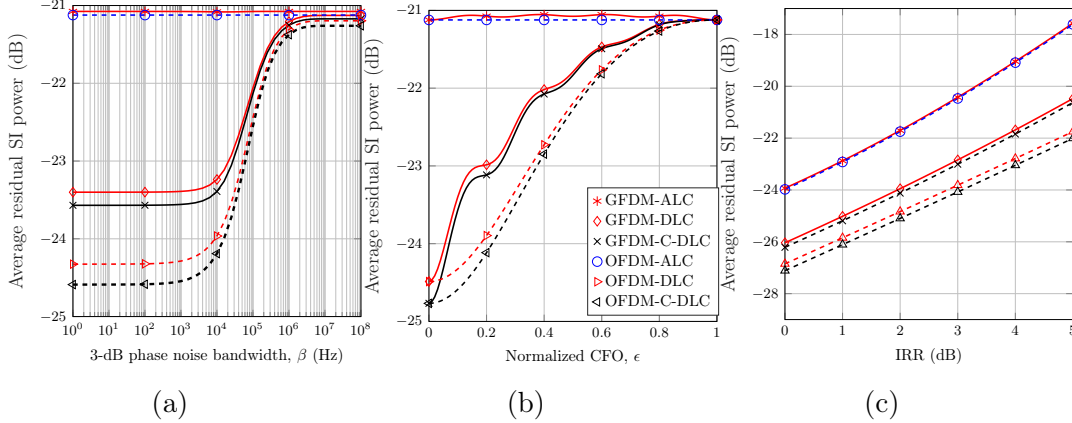 −21
−22
−23
−24
−25
10^0
10^1
10^2
10^3
10^4
10^5
10^6
10^7
10^8
3-dB phase noise bandwidth, β (Hz)
Average residual SI power (dB)
(a)
−21
−22
−23
−24
−25
0
0.2
0.4
0.6
0.8
1
Normalized CFO, ϵ
Average residual SI power (dB)
GFDM-ALC
GFDM-DLC
GFDM-C-DLC
OFDM-ALC
OFDM-DLC
OFDM-C-DLC
(b)
−18
−20
−22
−24
−26
−28
0
1
2
3
4
5
IRR (dB)
Average residual SI power (dB)
(c)